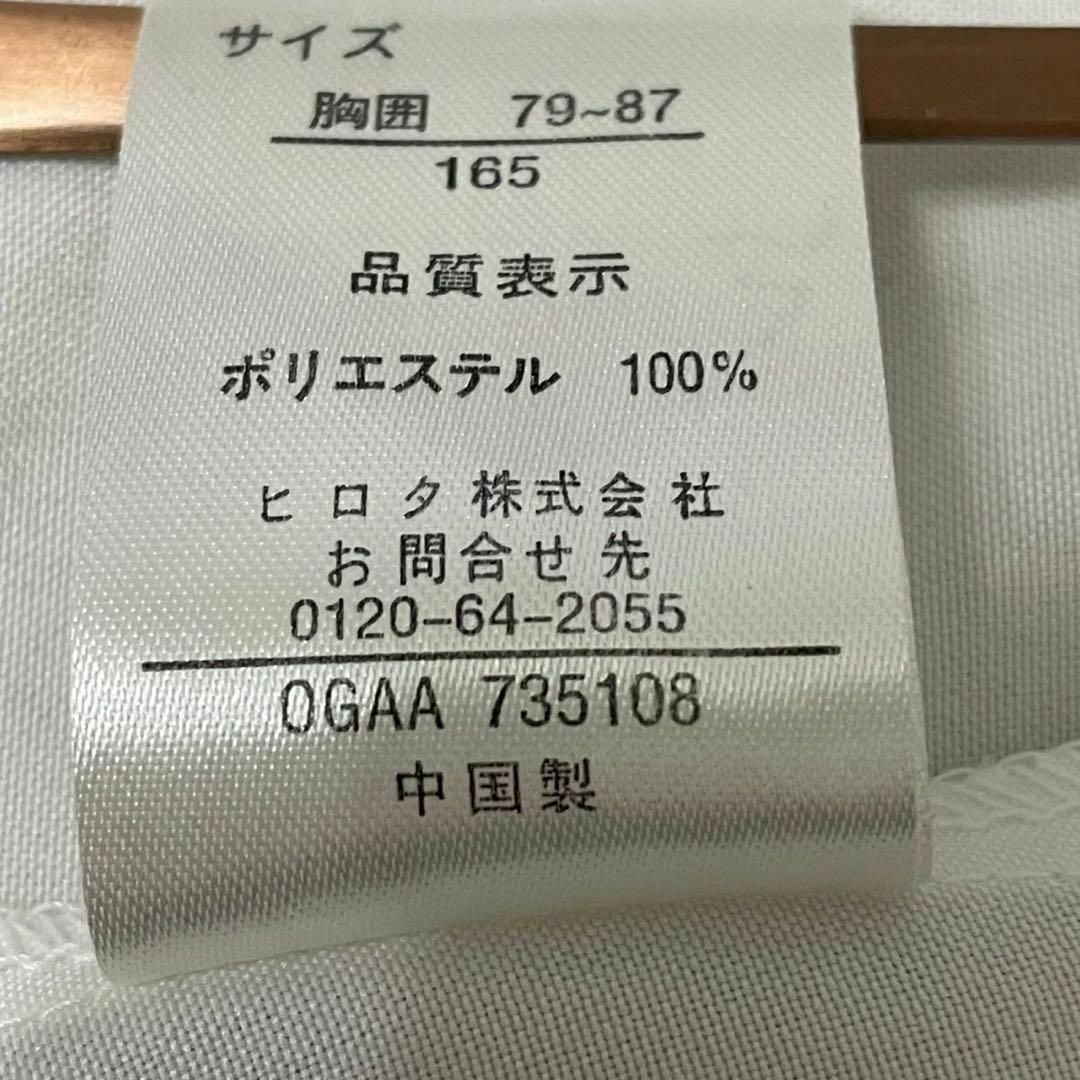 サイズ
胸囲 79~87
165
品質表示
ポリエステル 100%
ヒロタ株式会社
お問合せ先
0120-64-2055
OGAA 735108
中国製